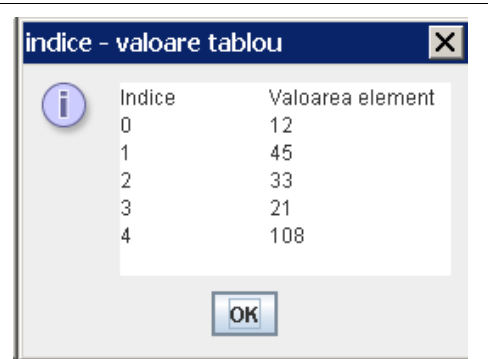 indice - valoare tablou
Indice Valoarea element
0 12
1 45
2 33
3 21
4 108
OK